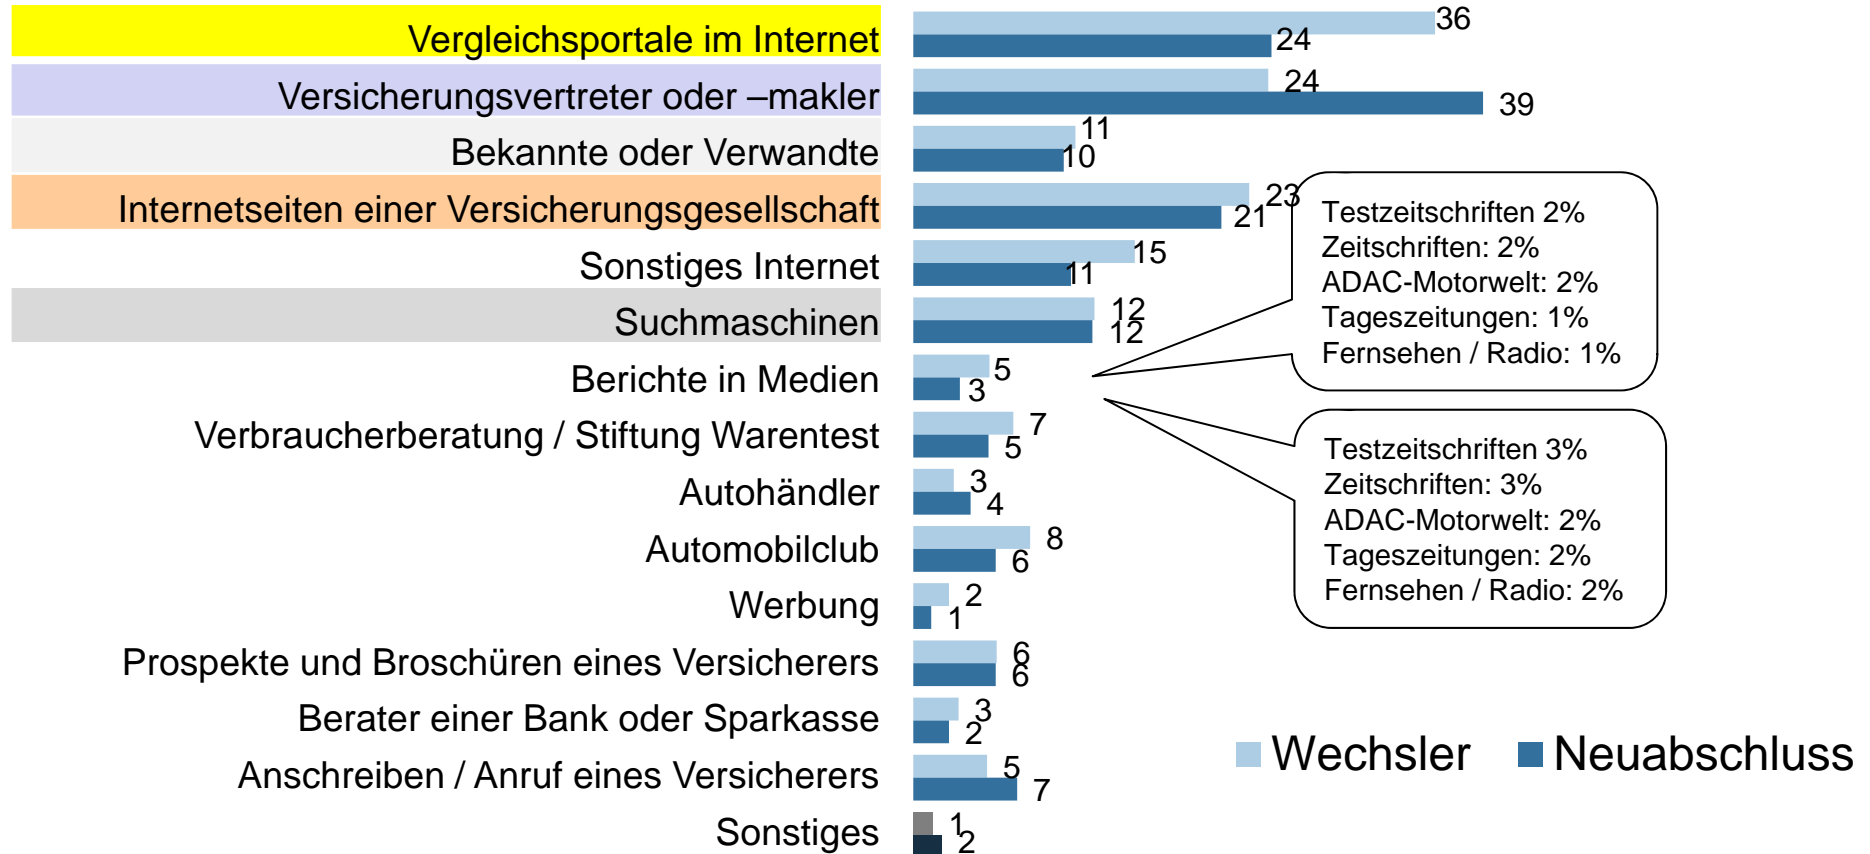 Vergleichsportale im Internet
36
24
Versicherungsvertreter oder –makler
24
39
Bekannte oder Verwandte
11
10
Internetseiten einer Versicherungsgesellschaft
23
21
Sonstiges Internet
15
11
Suchmaschinen
12
12
Berichte in Medien
5
3
Verbraucherberatung / Stiftung Warentest
7
5
Autohändler
3
4
Automobilclub
8
6
Werbung
2
1
Prospekte und Broschüren eines Versicherers
6
6
Berater einer Bank oder Sparkasse
3
2
Anschreiben / Anruf eines Versicherers
5
7
Sonstiges
1
2
Testzeitschriften 2%
Zeitschriften: 2%
ADAC-Motorwelt: 2%
Tageszeitungen: 1%
Fernsehen / Radio: 1%
Testzeitschriften 3%
Zeitschriften: 3%
ADAC-Motorwelt: 2%
Tageszeitungen: 2%
Fernsehen / Radio: 2%
Wechsler Neuabschluss